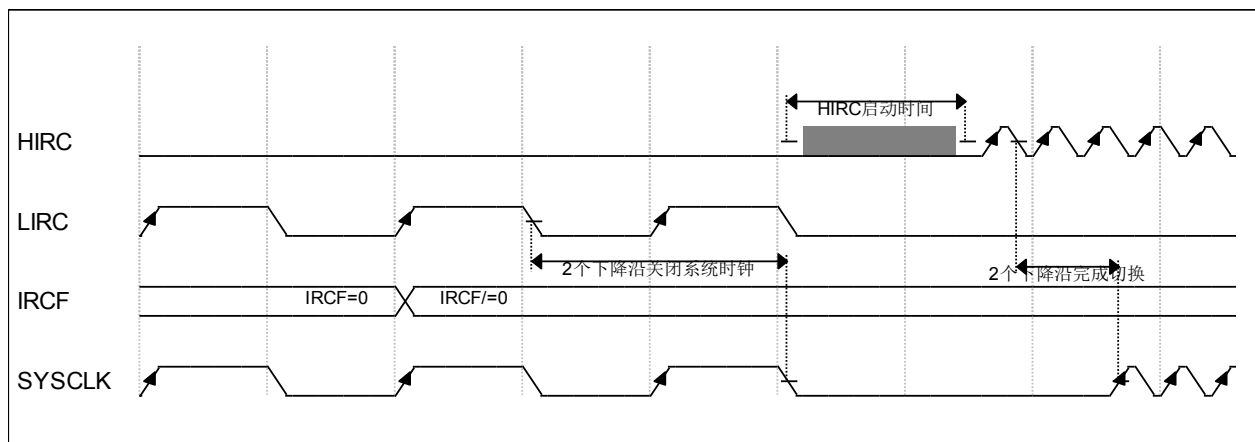 HIRC启动时间
HIRC
LIRC
2个下降沿关闭系统时钟
2个下降沿完成切换
IRCF
IRCF=0
IRCF/=0
SYSCLK